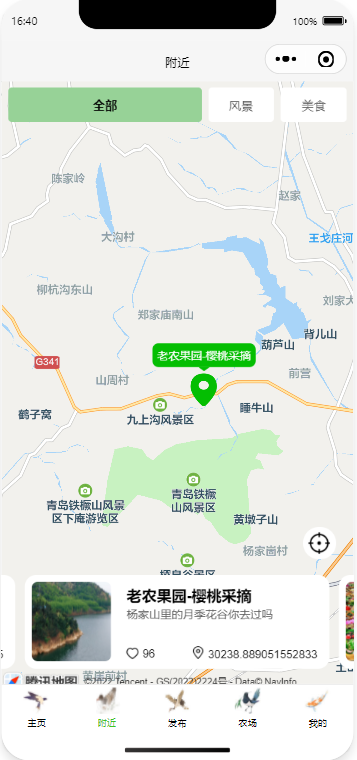 16:40
100%
附近
全部
风景
美食
陈家岭
赵家
大沟村
王戈庄河
柳杭沟东山
刘家大
郑家庙南山
背儿山
葫芦山
老农果园-樱桃采摘
G341
前营
山周村
鹤子窝
九上沟风景区
睡牛山
青岛铁橛山风景
区下庵游览区
青岛铁橛
山风景区
黄墩子山
杨家崮村
老农果园-樱桃采摘
杨家山里的月季花谷你去过吗
96
30238.889051552833
黄崖前村
腾讯地图
©2022 Tencent - GS(2022)2224号 - Data© NavInfo
主页
附近
发布
农场
我的